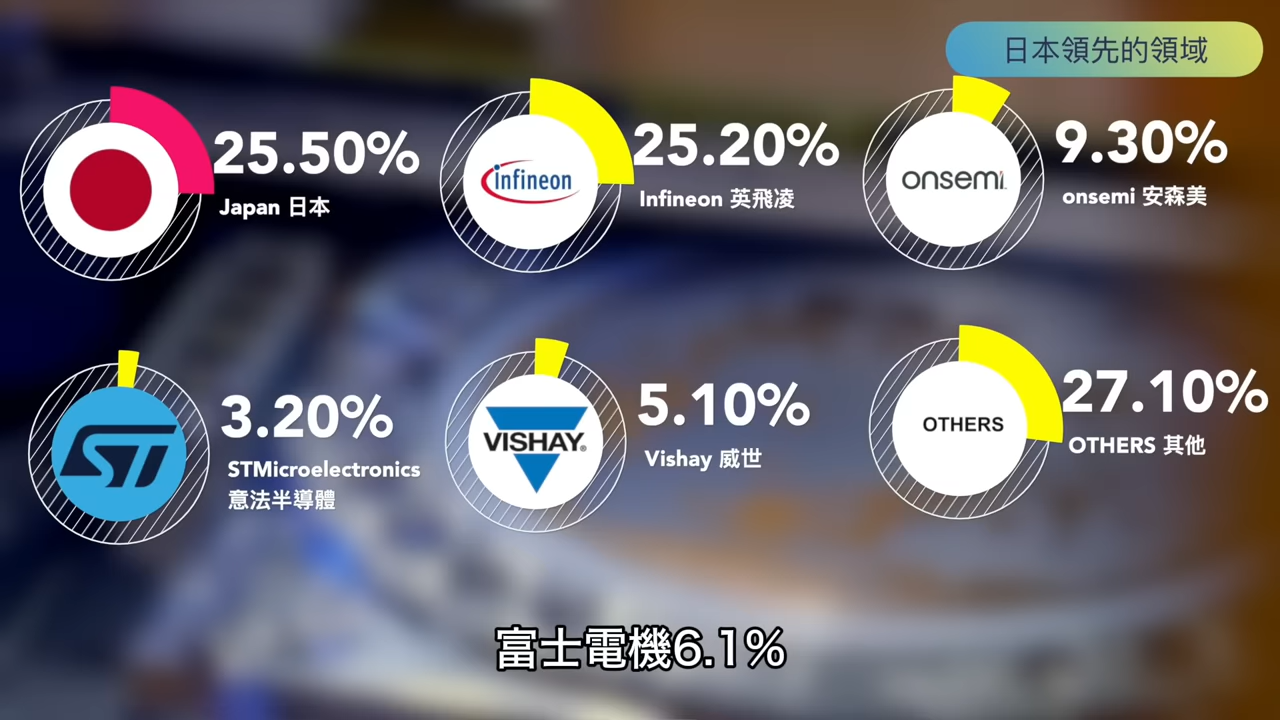 日本領先的領域
25.50%
Japan 日本
infineon
25.20%
Infineon 英飛凌
onsemi
9.30%
onsemi 安森美
ST
3.20%
STMicroelectronics
意法半導體
VISHAY®
5.10%
Vishay 威世
OTHERS
27.10%
OTHERS 其他
富士電機6.1%